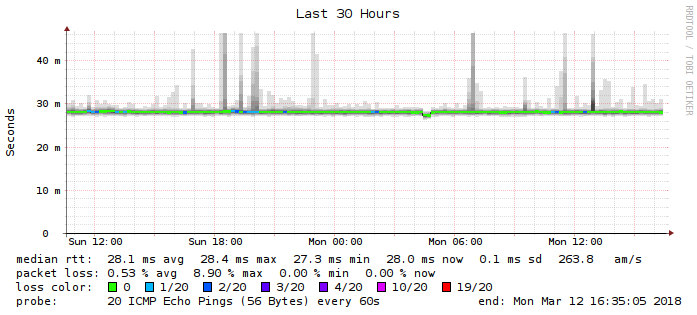 Last 30 Hours
RRDTOOL / TOBI OETIKER
Seconds
40 m
30 m
20 m
10 m
0
Sun 12:00 Sun 18:00 Mon 00:00 Mon 06:00 Mon 12:00
median rtt: 28.1 ms avg 28.4 ms max 27.3 ms min 28.0 ms now 0.1 ms sd 263.8 am/s
packet loss: 0.53 % avg 8.90 % max 0.00 % min 0.00 % now
loss color: 0 1/20 2/20 3/20 4/20 10/20 19/20
probe: 20 ICMP Echo Pings (56 Bytes) every 60s end: Mon Mar 12 16:35:05 2018